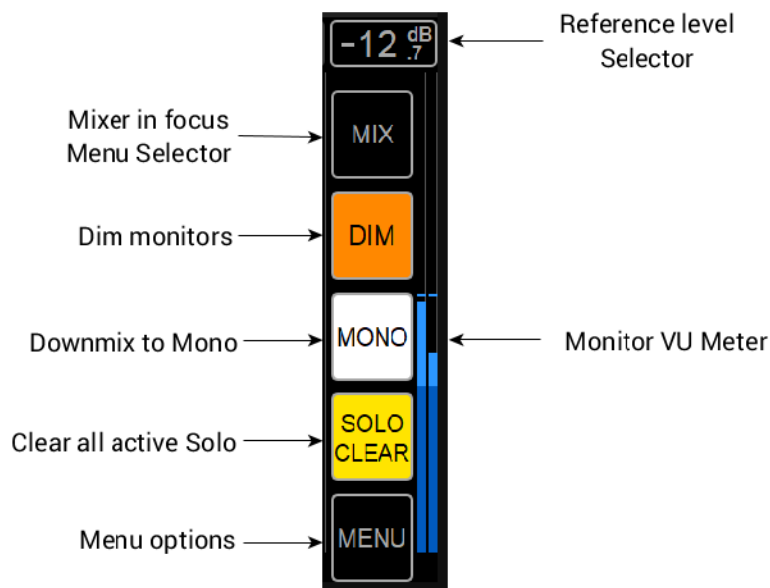 -12 dB
.7
Reference level
Selector
Mixer in focus
Menu Selector
MIX
Dim monitors
DIM
Downmix to Mono
MONO
Monitor VU Meter
Clear all active Solo
SOLO
CLEAR
Menu options
MENU